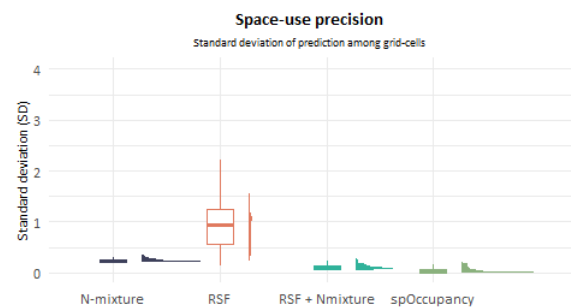 Space-use precision
Standard deviation of prediction among grid-cells
Standard deviation (SD)
4
3
2
1
0
N-mixture RSF RSF + Nmixture spOccupancy